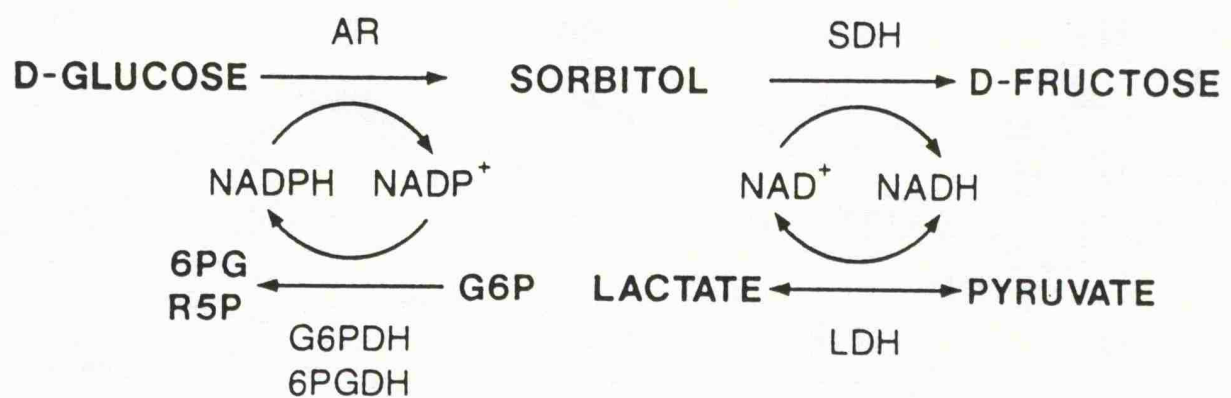 AR
SDH
D-GLUCOSE
SORBITOL
D-FRUCTOSE
NADPH
NADP+
NAD+
NADH
6PG
R5P
G6P
LACTATE
PYRUVATE
G6PDH
6PGDH
LDH